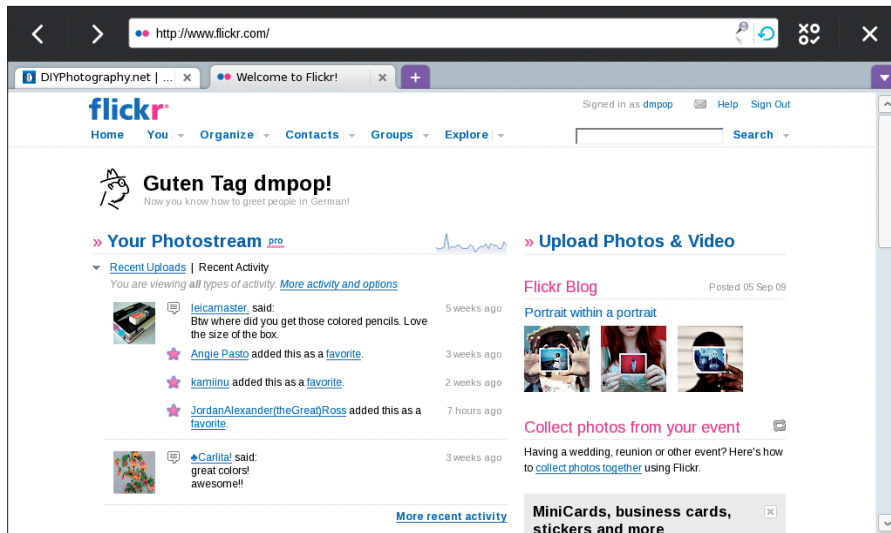 http://www.flickr.com/
DIYPhotography.net | ...
Welcome to Flickr!
flickr
Signed in as dmpop Help Sign Out
Home You Organize Contacts Groups Explore Search
Guten Tag dmpop!
Now you know how to greet people in German!
» Your Photostream pro
Recent Uploads | Recent Activity
You are viewing all types of activity. More activity and options
leicamaster. said: 5 weeks ago
Btw where did you get those colored pencils. Love
the size of the box.
Angie Pasto added this as a favorite. 3 weeks ago
kamiinu added this as a favorite. 2 weeks ago
JordanAlexander(theGreat)Ross added this as a 7 hours ago
favorite.
♣Carlita! said: 3 weeks ago
great colors!
awesome!!
More recent activity
» Upload Photos & Video
Flickr Blog Posted 05 Sep 09
Portrait within a portrait
Collect photos from your event
Having a wedding, reunion or other event? Here's how
to collect photos together using Flickr.
MiniCards, business cards,
stickers and more